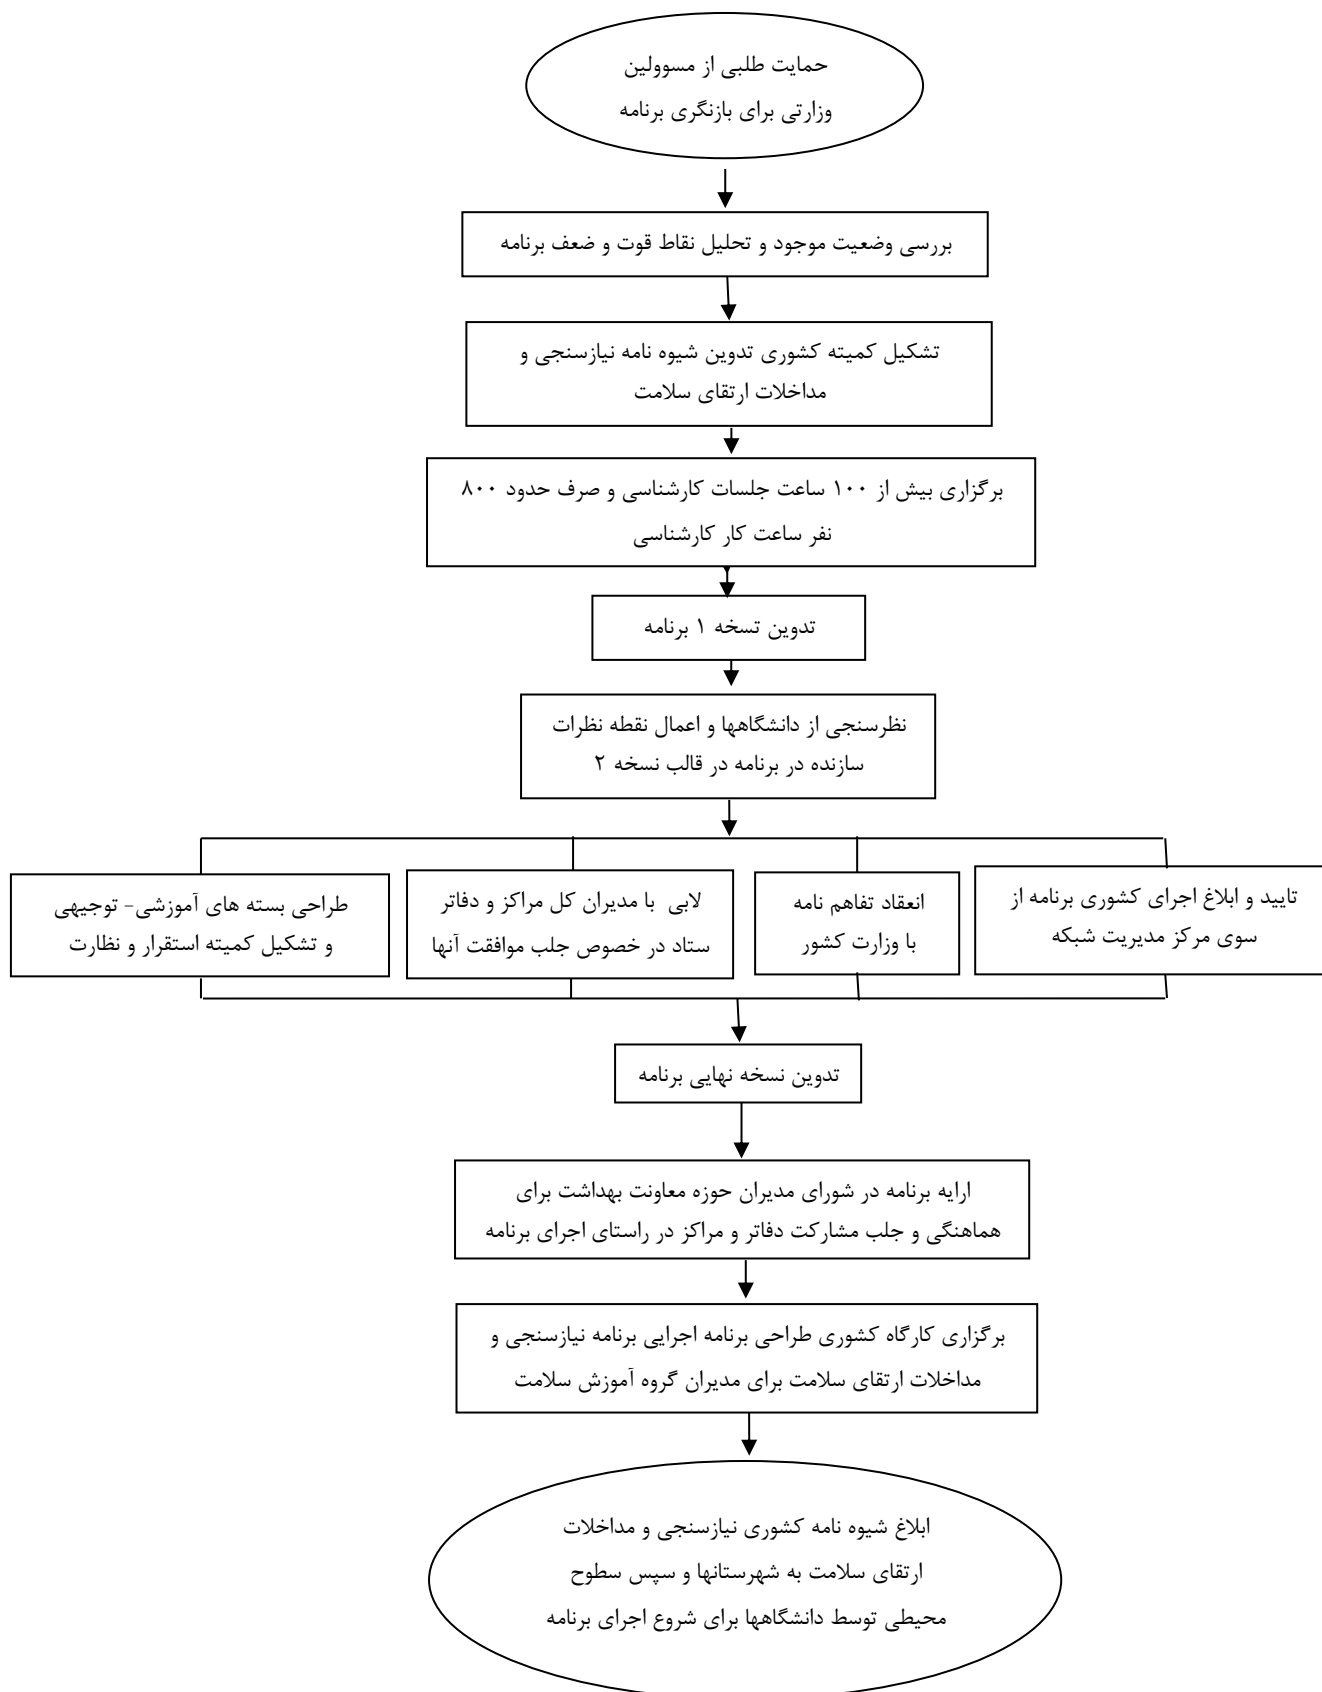 حمایت طلبی از مسوولین
وزارتی برای بازنگری برنامه
بررسی وضعیت موجود و تحلیل نقاط قوت و ضعف برنامه
تشکیل کمیته کشوری تدوین شیوه نامه نیازسنجی و
مداخلات ارتقای سلامت
برگزاری بیش از ۱۰۰ ساعت جلسات کارشناسی و صرف حدود ۸۰۰
نفر ساعت کار کارشناسی
تدوین تسخه ۱ برنامه
نظرسنجی از دانشگاهها و اعمال نقطه نظرات
سازنده در برنامه در قالب نسخه ۲
تایید و ابلاغ اجرای کشوری برنامه از
سوی مرکز مدیریت شبکه
انعقاد تفاهم نامه
با وزارت کشور
لابی با مدیران کل مراکز و دفاتر
ستاد در خصوص جلب موافقت آنها
طراحی بسته های آموزشی- توجیهی
و تشکیل کمیته استقرار و نظارت
تدوین نسخه نهایی برنامه
ارایه برنامه در شورای مدیران حوزه معاونت بهداشت برای
هماهنگی و جلب مشارکت دفاتر و مراکز در راستای اجرای برنامه
برگزاری کارگاه کشوری طراحی برنامه اجرایی برنامه نیازسنجی و
مداخلات ارتقای سلامت برای مدیران گروه آموزش سلامت
ابلاغ شیوه نامه کشوری نیازسنجی و مداخلات
ارتقای سلامت به شهرستانها و سپس سطوح
محیطی توسط دانشگاهها برای شروع اجرای برنامه